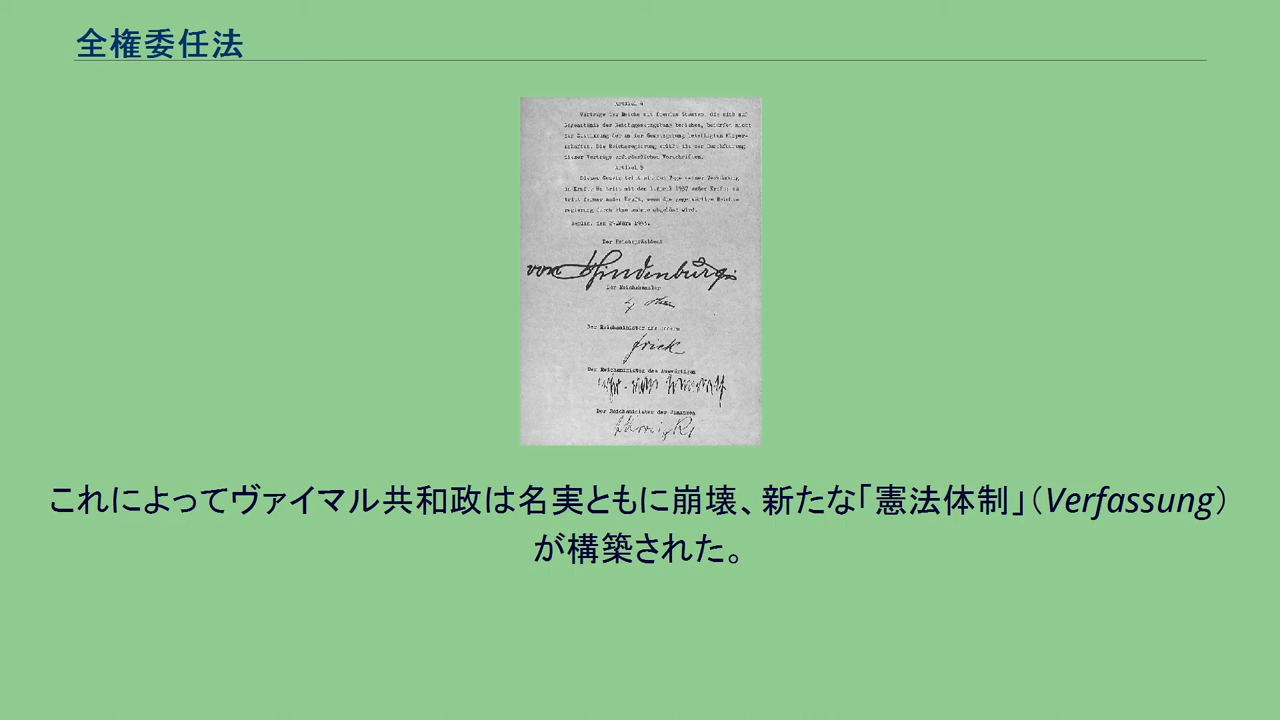 全権委任法
Artikel 4
Verträge des Reichs mit fremden Staaten, die sich auf
Gegenstände der Reichsgesetzgebung beziehen, bedürfen nicht
der Zustimmung der an der Gesetzgebung beteiligten Körper-
schaften. Die Reichsregierung erläßt die zur Durchführung
dieser Verträge erforderlichen Vorschriften.
Artikel 5
Dieses Gesetz tritt mit dem Tage seiner Verkündung
in Kraft. Es tritt mit dem 1.April 1937 außer Kraft; es
tritt ferner außer Kraft, wenn die gegenwärtige Reichs-
regierung durch eine andere abgelöst wird.
Berlin, den 24.März 1933.
Der Reichspräsident
von Hindenburg
Der Reichskanzler
Der Reichsminister des Innern
Frick
Der Reichsminister des Auswärtigen
Der Reichsminister der Finanzen
これによってヴァイマル共和政は名実ともに崩壊、新たな「憲法体制」（Verfassung）
が構築された。